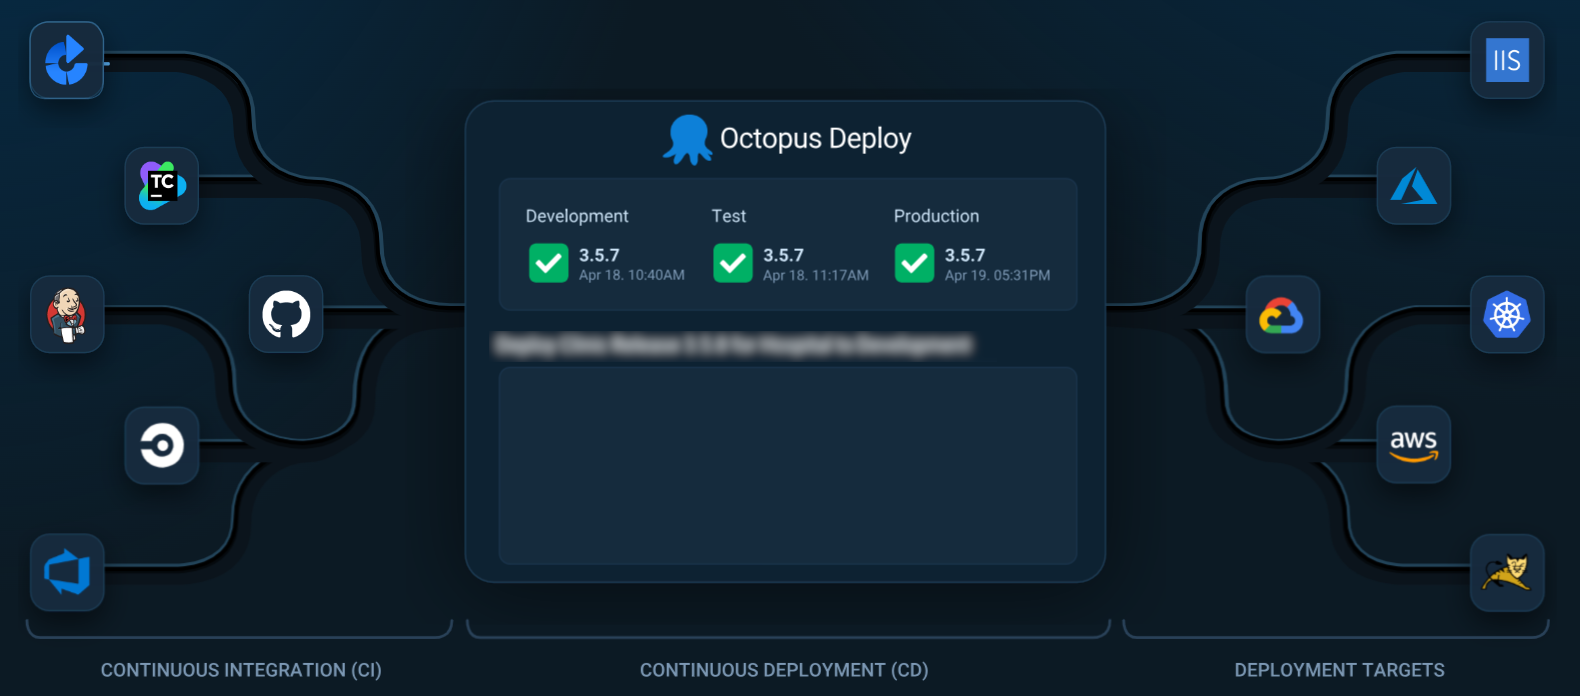 IIS
Octopus Deploy
TC
Development Test Production
3.5.7 3.5.7 3.5.7
Apr 18. 10:40AM Apr 18. 11:17AM Apr 19. 05:31PM
aws
CONTINUOUS INTEGRATION (CI) CONTINUOUS DEPLOYMENT (CD) DEPLOYMENT TARGETS